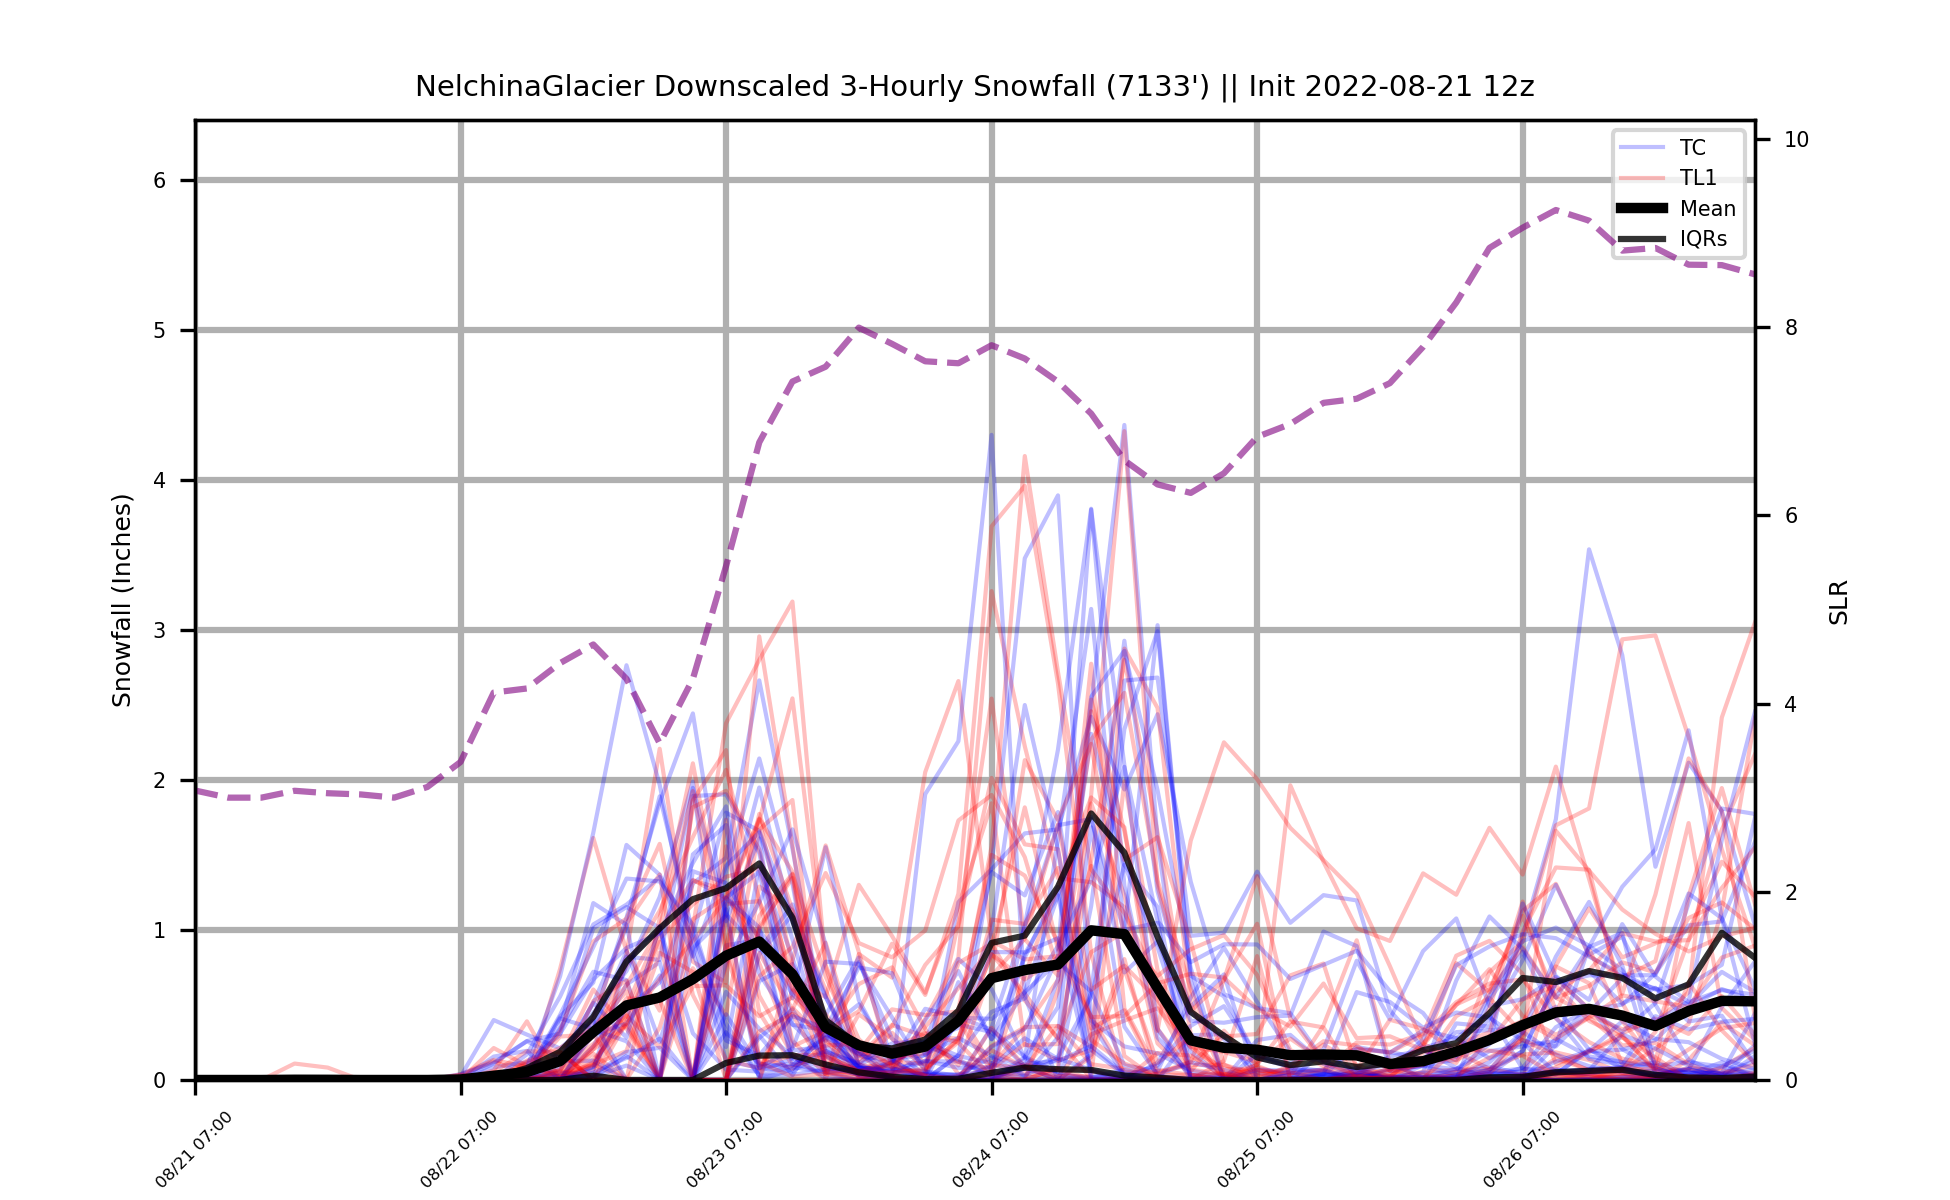 NelchinaGlacier Downscaled 3-Hourly Snowfall (7133') || Init 2022-08-21 12z
TC
TL1
Mean
IQRs
Snowfall (Inches)
6
5
4
3
2
1
0
SLR
10
8
6
4
2
0
08/21 07:00
08/22 07:00
08/23 07:00
08/24 07:00
08/25 07:00
08/26 07:00